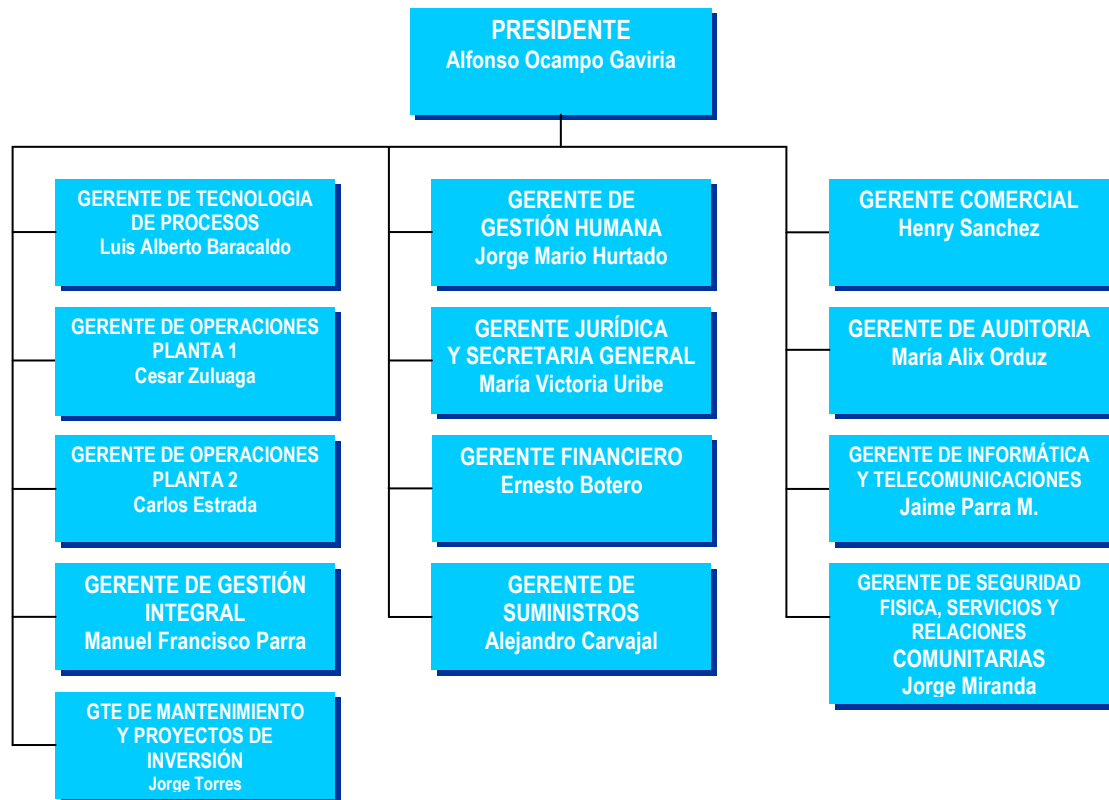 PRESIDENTE
Alfonso Ocampo Gaviria
GERENTE DE TECNOLOGIA
DE PROCESOS
Luis Alberto Baracaldo
GERENTE DE OPERACIONES
PLANTA 1
Cesar Zuluaga
GERENTE DE OPERACIONES
PLANTA 2
Carlos Estrada
GERENTE DE GESTIÓN
INTEGRAL
Manuel Francisco Parra
GTE DE MANTENIMIENTO
Y PROYECTOS DE
INVERSIÓN
Jorge Torres
GERENTE DE
GESTIÓN HUMANA
Jorge Mario Hurtado
GERENTE JURÍDICA
Y SECRETARIA GENERAL
María Victoria Uribe
GERENTE FINANCIERO
Ernesto Botero
GERENTE DE
SUMINISTROS
Alejandro Carvajal
GERENTE COMERCIAL
Henry Sanchez
GERENTE DE AUDITORIA
María Alix Orduz
GERENTE DE INFORMÁTICA
Y TELECOMUNICACIONES
Jaime Parra M.
GERENTE DE SEGURIDAD
FISICA, SERVICIOS Y
RELACIONES
COMUNITARIAS
Jorge Miranda